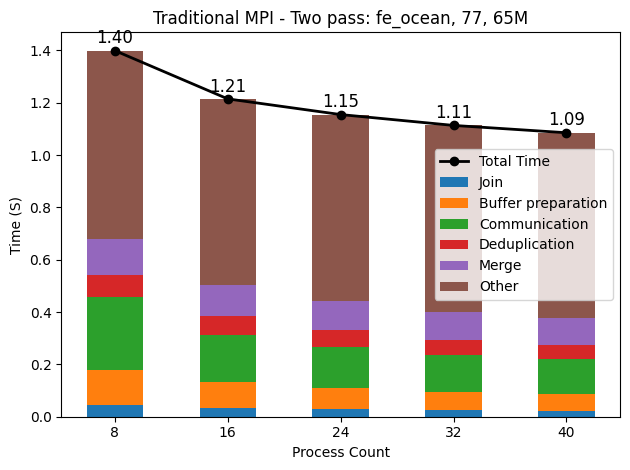 Traditional MPI - Two pass: fe_ocean, 77, 65M
1.40
1.21
1.15
1.11
1.09
Time (S)
1.4
1.2
1.0
0.8
0.6
0.4
0.2
0.0
Total Time
Join
Buffer preparation
Communication
Deduplication
Merge
Other
8 16 24 32 40
Process Count